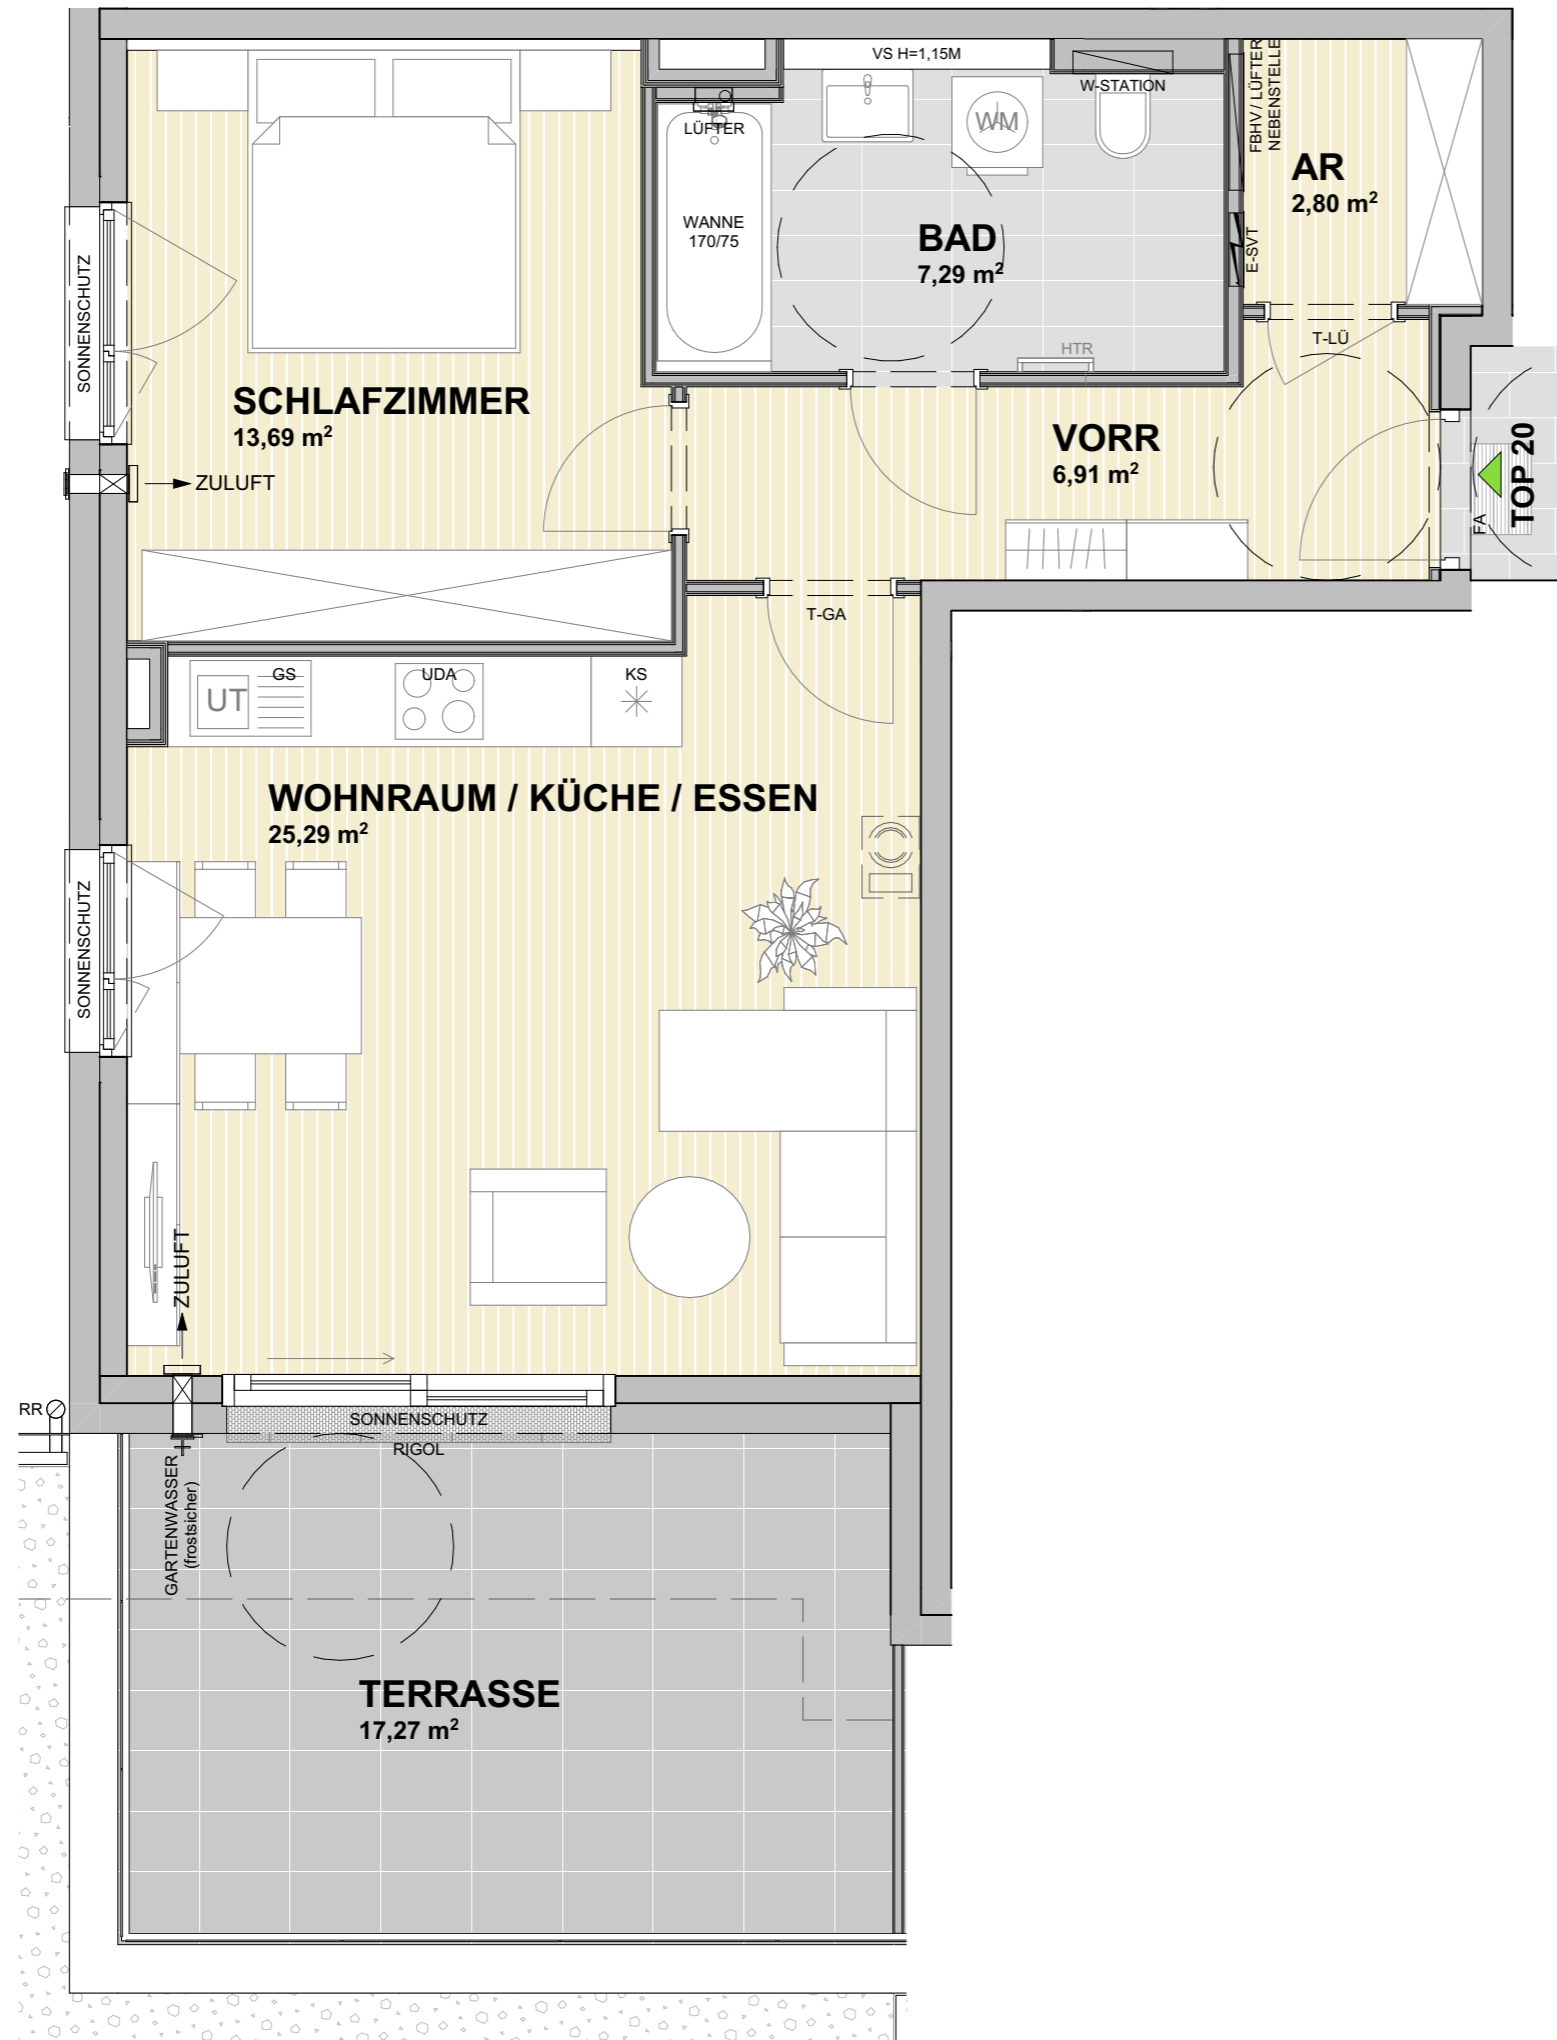 VS H=1,15M
W-STATION
FBHV / LÜFTER
NEBENSTELLE
LÜFTER
WM
AR
2,80 m²
WANNE
170/75
BAD
7,29 m²
E-SVT
SONNENSCHUTZ
HTR
T-LÜ
SCHLAFZIMMER
13,69 m²
VORR
6,91 m²
TOP 20
FA
ZULUFT
T-GA
UT
GS
UDA
KS
WOHNRAUM / KÜCHE / ESSEN
25,29 m²
SONNENSCHUTZ
ZULUFT
RR
SONNENSCHUTZ
RIGOL
GARTENWASSER
(frostsicher)
TERRASSE
17,27 m²